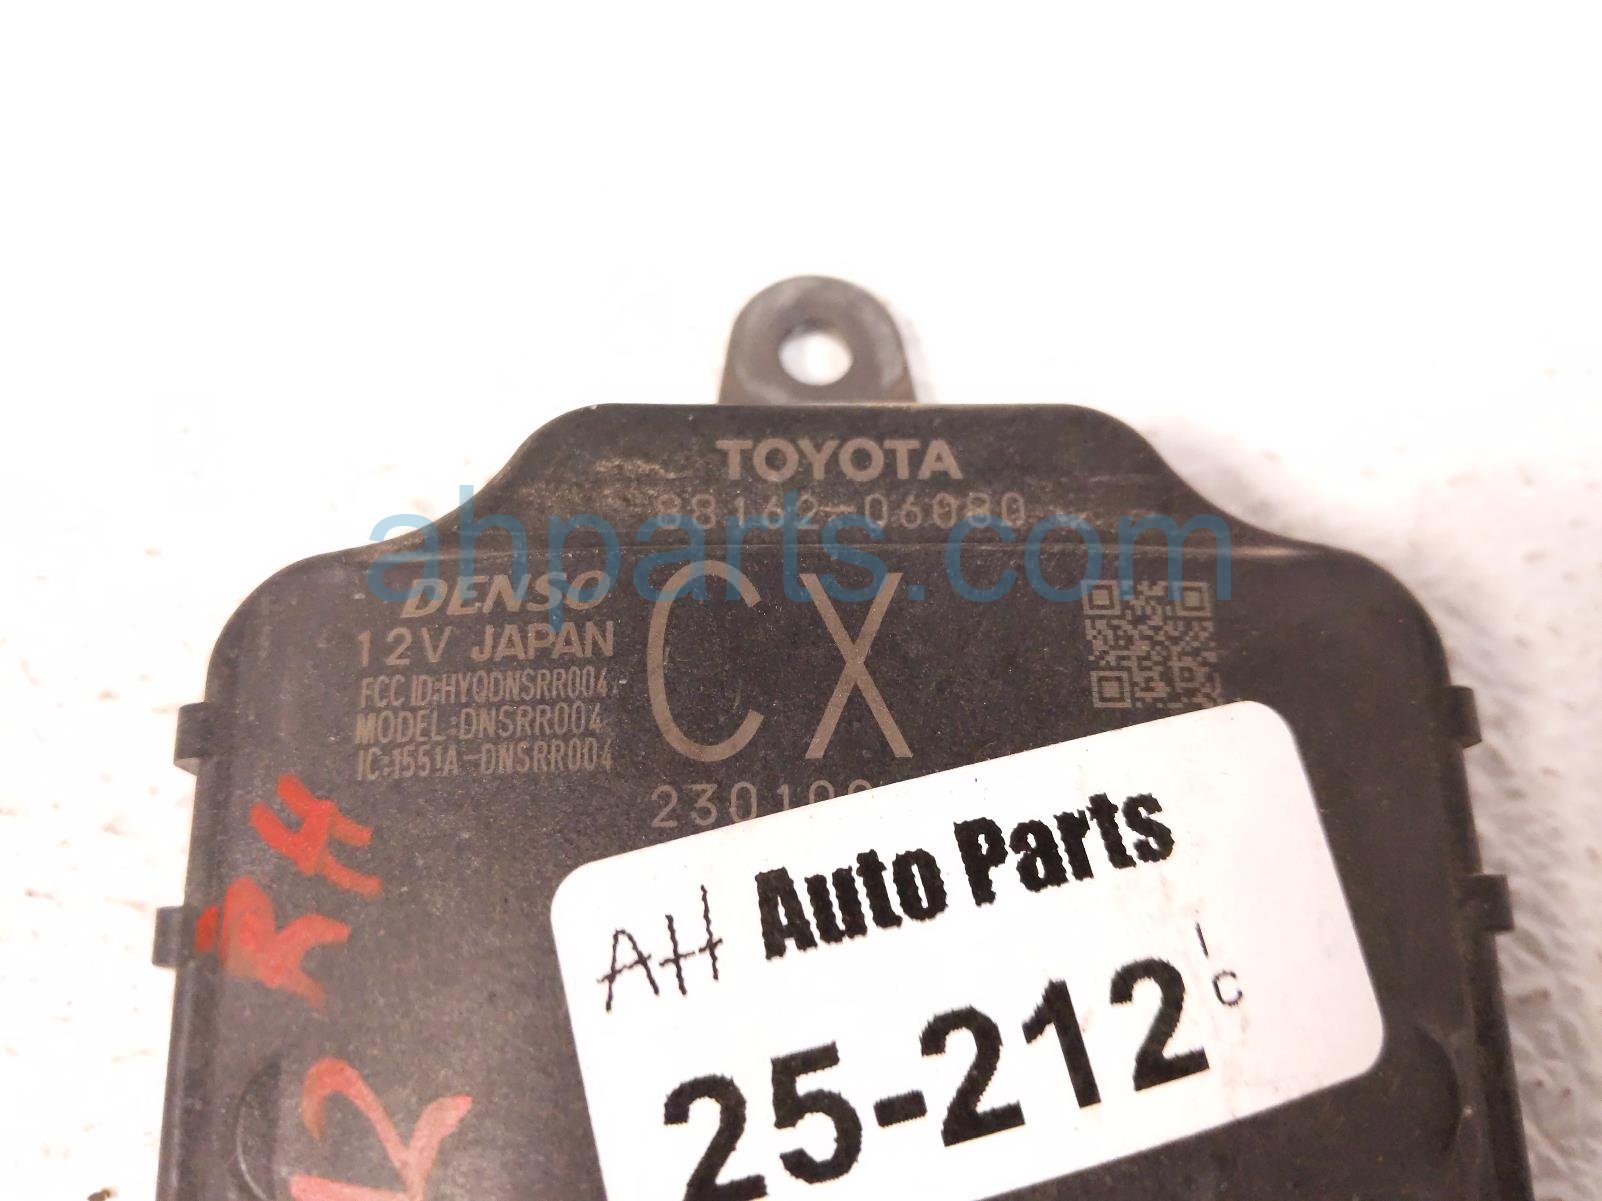 TOYOTA
88162-06080
ahparts.com
DENSO
12V JAPAN
FCC ID:HYQDNSRR004
MODEL:DNSRR004
IC:1551A-DNSRR004
CX
RH
AH Auto Parts
25-212
I
C